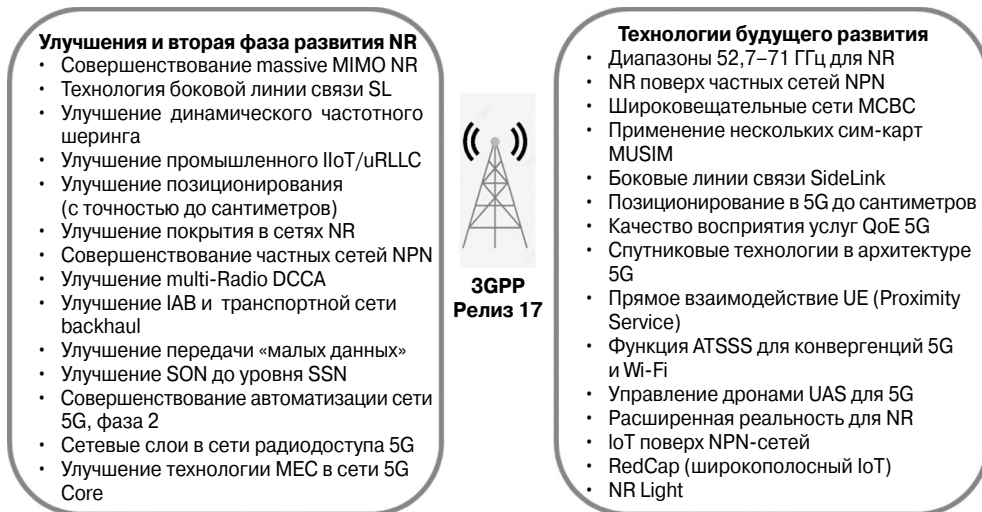 Улучшения и вторая фаза развития NR
• Совершенствование massive MIMO NR
• Технология боковой линии связи SL
• Улучшение динамического частотного
шеринга
• Улучшение промышленного IIoT/uRLLC
• Улучшение позиционирования
(с точностью до сантиметров)
• Улучшение покрытия в сетях NR
• Совершенствование частных сетей NPN
• Улучшение multi-Radio DCCA
• Улучшение IAB и транспортной сети
backhaul
• Улучшение передачи «малых данных»
• Улучшение SON до уровня SSN
• Совершенствование автоматизации сети
5G, фаза 2
• Сетевые слои в сети радиодоступа 5G
• Улучшение технологии MEC в сети 5G
Core
3GPP
Релиз 17
Технологии будущего развития
• Диапазоны 52,7–71 ГГц для NR
• NR поверх частных сетей NPN
• Широковещательные сети MCBC
• Применение нескольких сим-карт
MUSIM
• Боковые линии связи SideLink
• Позиционирование в 5G до сантиметров
• Качество восприятия услуг QoE 5G
• Спутниковые технологии в архитектуре
5G
• Прямое взаимодействие UE (Proximity
Service)
• Функция ATSSS для конвергенций 5G
и Wi-Fi
• Управление дронами UAS для 5G
• Расширенная реальность для NR
• IoT поверх NPN-сетей
• RedCap (широкополосный IoT)
• NR Light